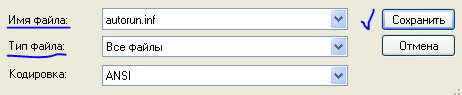 Имя файла: autorun.inf Сохранить
Тип файла: Все файлы Отмена
Кодировка: ANSI